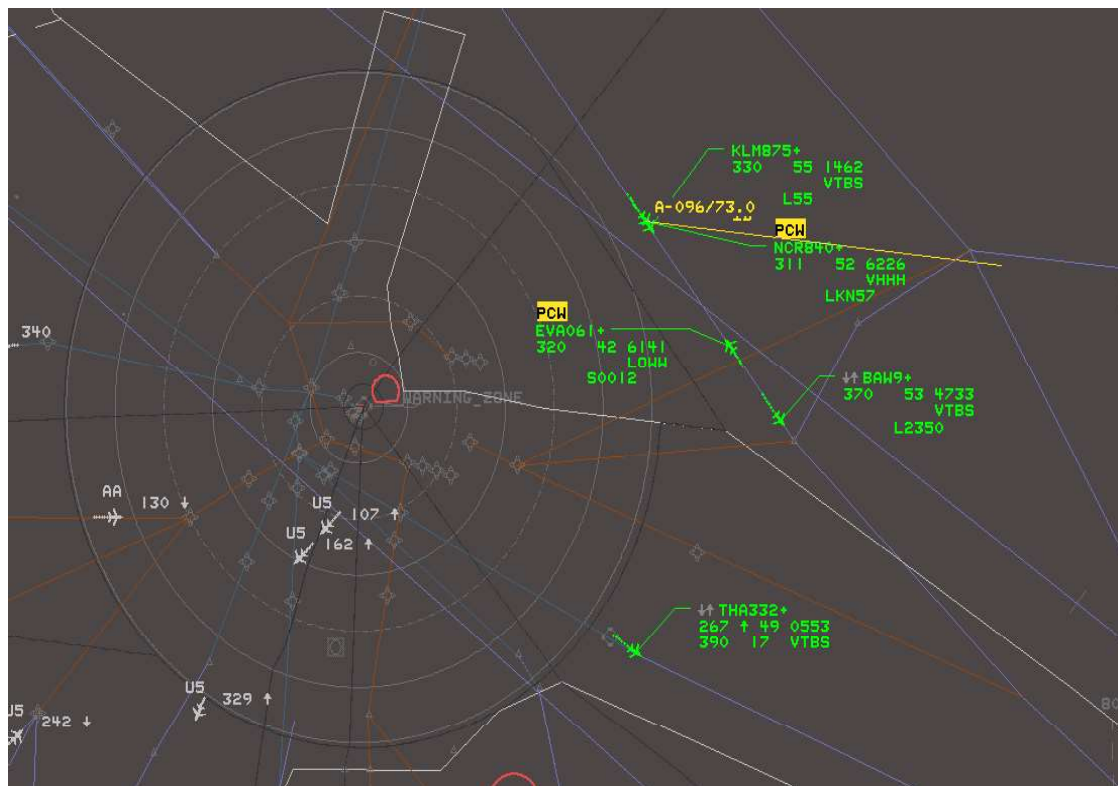 KLM875+
330 55 1462
VTBS
L55
A-096/73.0
PCW
NCR840+
311 52 6226
VHHH
LKN57
PCW
EVA061+
320 42 6141
LOWW
S0012
340
↓↑ BAW9+
370 53 4733
VTBS
L2350
WARNING_ZONE
AA
130 ↓
U5
107 ↑
U5
162 ↑
↓↑ THA332+
267 ↑ 49 0553
390 17 VTBS
U5
329 ↑
U5
242 ↓